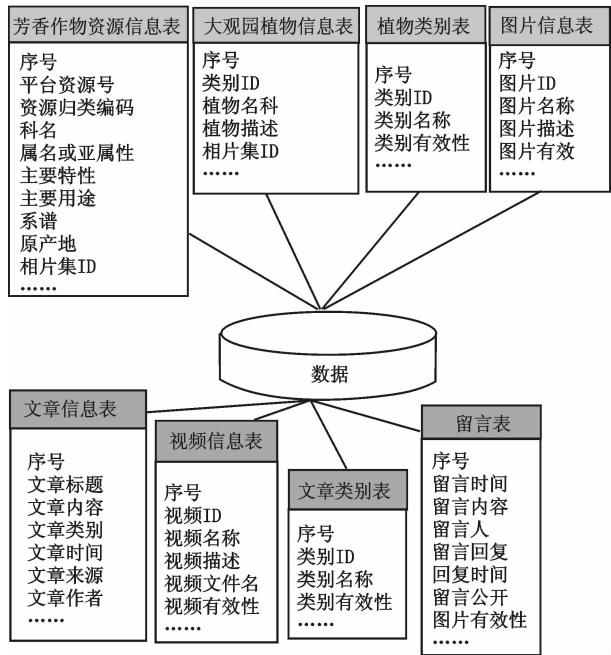 芳香作物资源信息表
序号
平台资源号
资源归类编码
科名
属名或亚属性
主要特性
主要用途
系谱
原产地
相片集ID
……
大观园植物信息表
序号
类别ID
植物名科
植物描述
相片集ID
……
植物类别表
序号
类别ID
类别名称
类别有效性
……
图片信息表
序号
图片ID
图片名称
图片描述
图片有效
……
数据
文章信息表
序号
文章标题
文章内容
文章类别
文章时间
文章来源
文章作者
……
视频信息表
序号
视频ID
视频名称
视频描述
视频文件名
视频有效性
……
文章类别表
序号
类别ID
类别名称
类别有效性
……
留言表
序号
留言时间
留言内容
留言人
留言回复
回复时间
留言公开
图片有效性
……